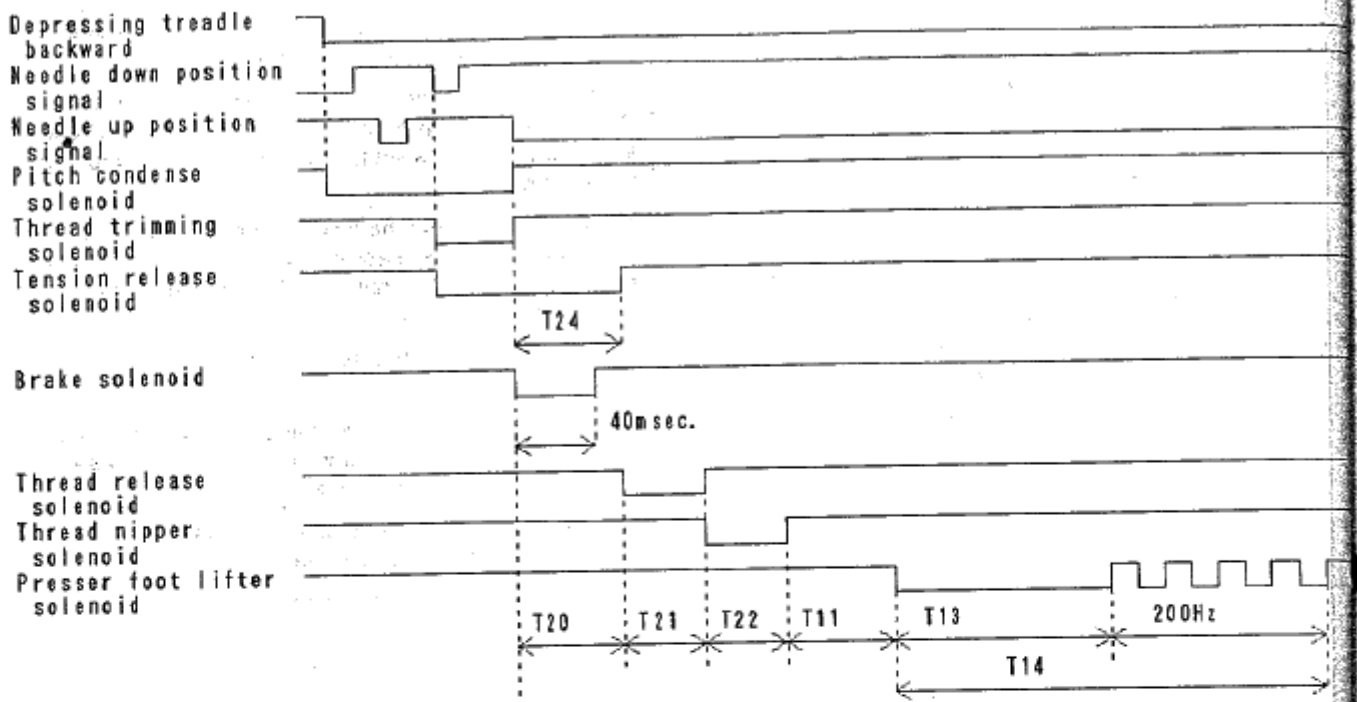 Depressing treadle
backward
Needle down position
signal
Needle up position
signal
Pitch condense
solenoid
Thread trimming
solenoid
Tension release
solenoid
T24
Brake solenoid
40msec.
Thread release
solenoid
Thread nipper
solenoid
Presser foot lifter
solenoid
T20 T21 T22 T11 T13 200Hz
T14